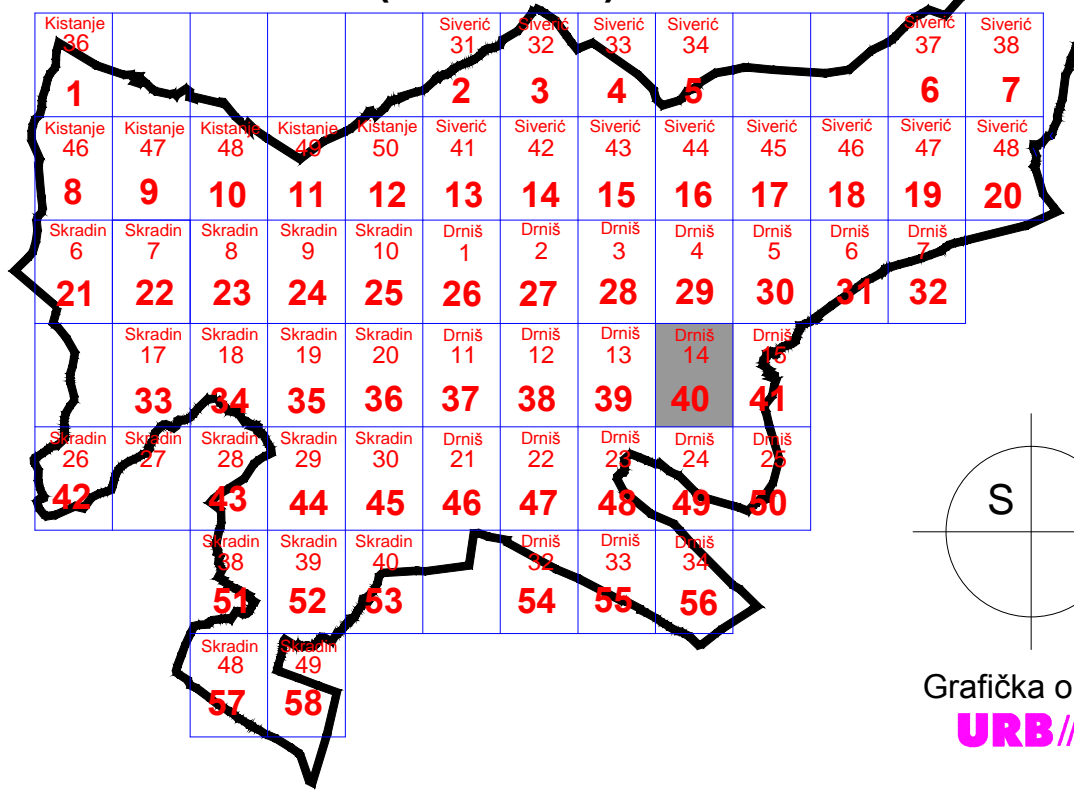 Kistanje Siverić Siverić Siverić Siverić Siverić Siverić
36 31 32 33 34 37 38
1 2 3 4 5 6 7
Kistanje Kistanje Kistanje Kistanje Kistanje Siverić Siverić Siverić Siverić Siverić Siverić Siverić Siverić
46 47 48 49 50 41 42 43 44 45 46 47 48
8 9 10 11 12 13 14 15 16 17 18 19 20
Skradin Skradin Skradin Skradin Skradin Drniš Drniš Drniš Drniš Drniš Drniš Drniš
6 7 8 9 10 1 2 3 4 5 6 7
21 22 23 24 25 26 27 28 29 30 31 32
Skradin Skradin Skradin Skradin Drniš Drniš Drniš Drniš Drniš
17 18 19 20 11 12 13 14 15
33 34 35 36 37 38 39 40 41
Skradin Skradin Skradin Skradin Skradin Drniš Drniš Drniš Drniš Drniš
26 27 28 29 30 21 22 23 24 25
42 43 44 45 46 47 48 49 50
Skradin Skradin Skradin Drniš Drniš Drniš
38 39 40 32 33 34
51 52 53 54 55 56
Skradin Skradin
48 49
57 58
S
Grafička o
URB//